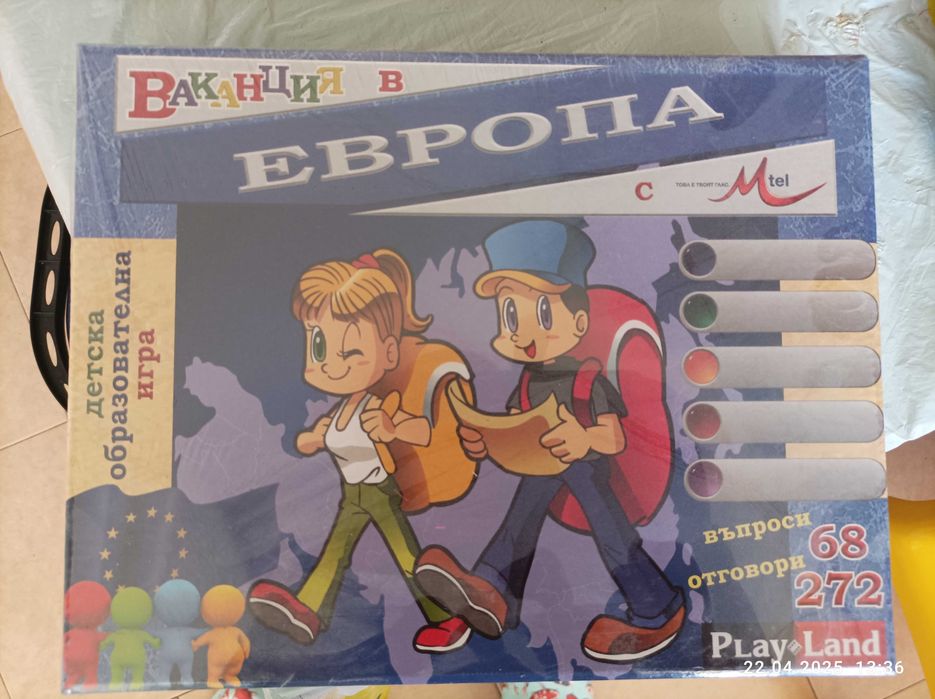 Ваканция в
ЕВРОПА
с това е твоят глас. Mtel
детска
образователна
игра
въпроси 68
отговори 272
PLAY LAND
22.04.2025 13:36